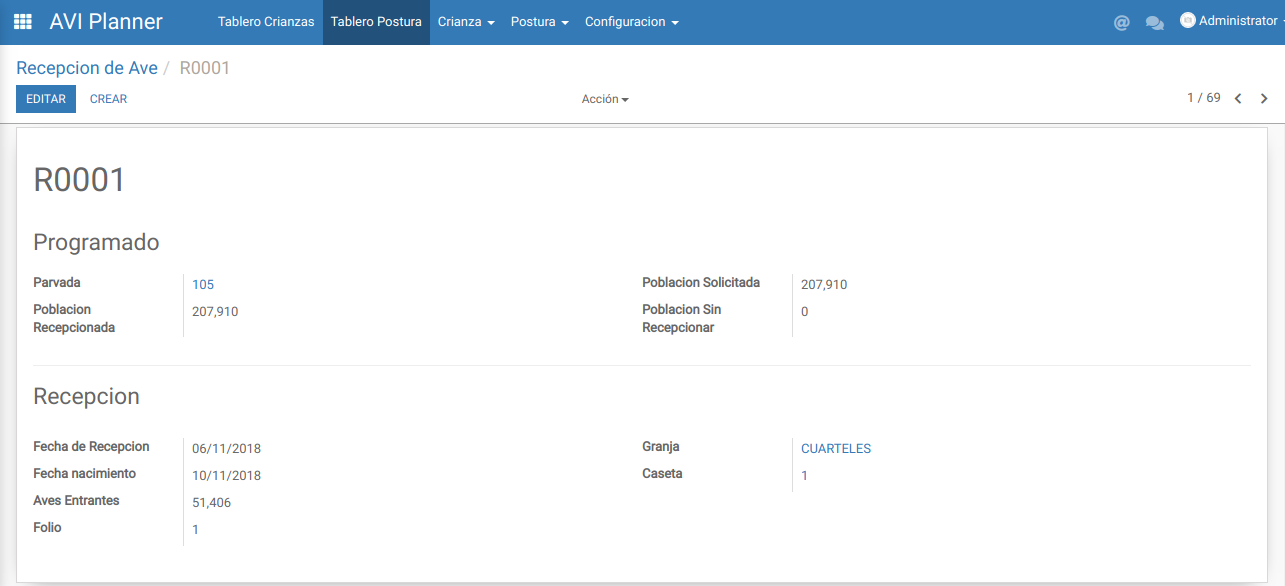 AVI Planner
Tablero Crianzas
Tablero Postura
Crianza
Postura
Configuracion
@
Administrator
Recepcion de Ave / R0001
EDITAR
CREAR
Acción
1 / 69
R0001
Programado
Parvada
105
Poblacion Solicitada
207,910
Poblacion
Recepcionada
207,910
Poblacion Sin
Recepcionar
0
Recepcion
Fecha de Recepcion
06/11/2018
Granja
CUARTELES
Fecha nacimiento
10/11/2018
Caseta
1
Aves Entrantes
51,406
Folio
1